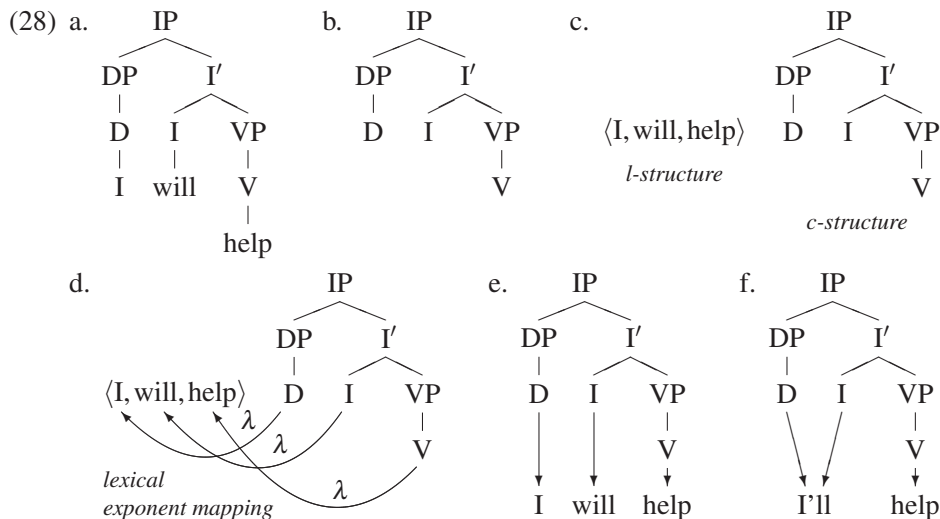 (28) a. IP b. IP c. IP
DP I′ DP I′ DP I′
D I VP D I VP ⟨I, will, help⟩ D I VP
I will V V l-structure V
help c-structure
d. IP e. IP f. IP
DP I′ DP I′ DP I′
⟨I, will, help⟩ D I VP D I VP D I VP
λ λ V V V
lexical λ
exponent mapping I will help I'll help